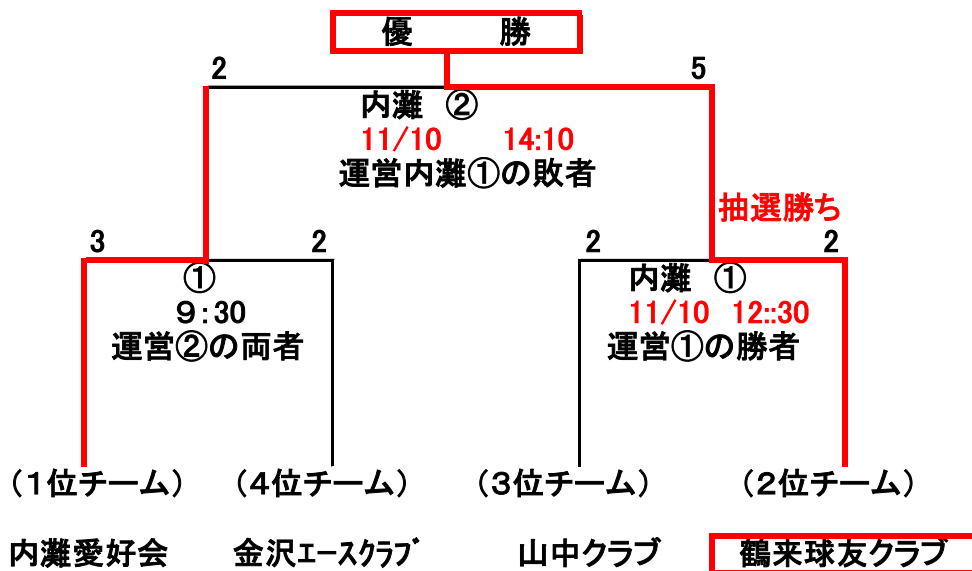 優 勝
2 5
内灘 ②
11/10 14:10
運営内灘①の敗者
抽選勝ち
3 2 2 2
① 内灘 ①
9:30 11/10 12::30
運営②の両者 運営①の勝者
(1位チーム) (4位チーム) (3位チーム) (2位チーム)
内灘愛好会 金沢エースクラブ 山中クラブ 鶴来球友クラブ